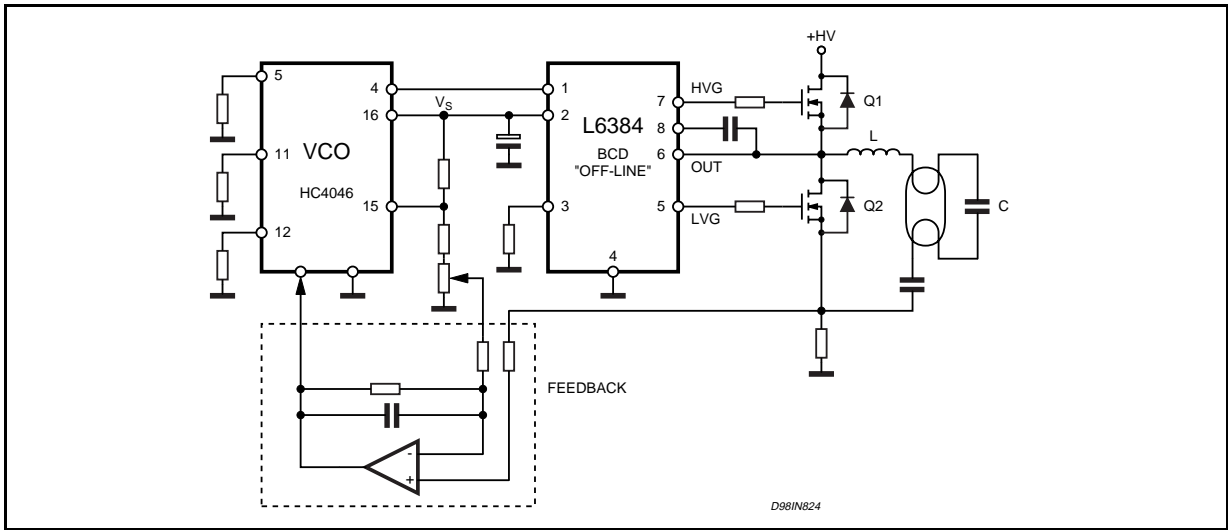 +HV
5
4
1
HVG
7
Q1
VS
16
2
L6384
8
L
VCO
BCD
"OFF-LINE"
6
OUT
11
HC4046
C
15
3
5
LVG
Q2
12
4
FEEDBACK
-
+
D98IN824